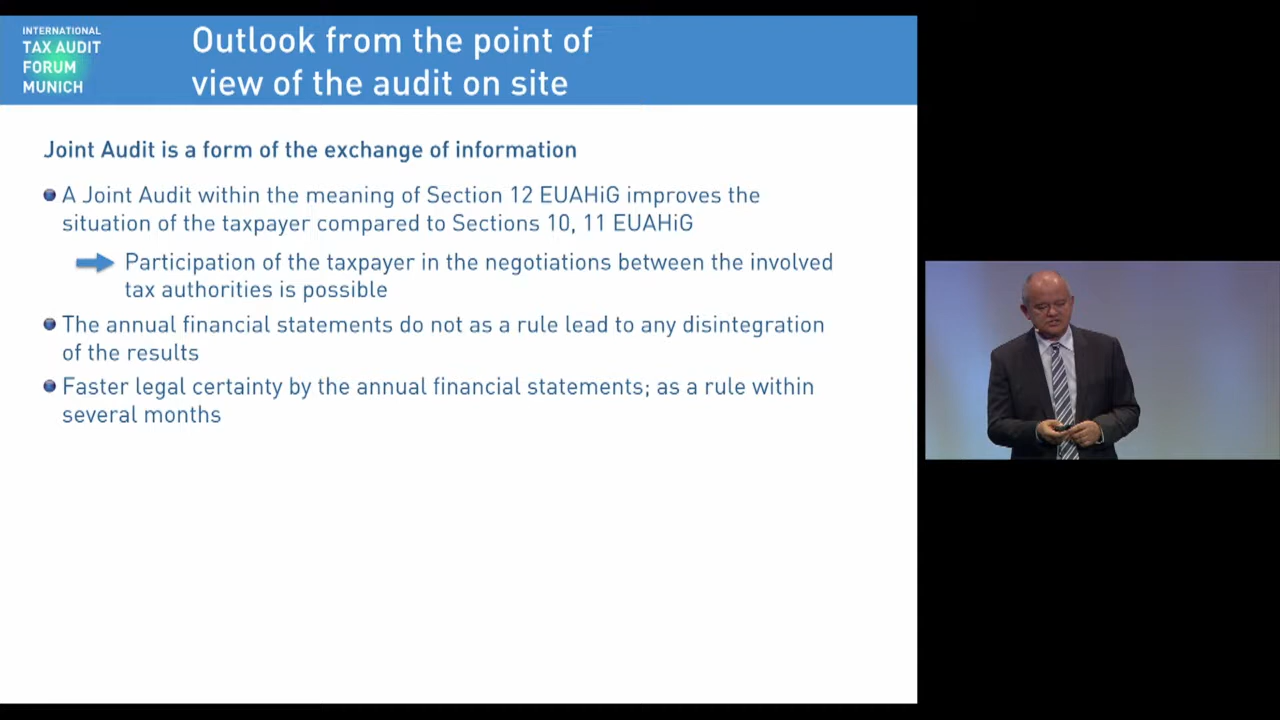 INTERNATIONAL
TAX AUDIT
FORUM
MUNICH
Outlook from the point of
view of the audit on site
Joint Audit is a form of the exchange of information
A Joint Audit within the meaning of Section 12 EUAHiG improves the
situation of the taxpayer compared to Sections 10, 11 EUAHiG
Participation of the taxpayer in the negotiations between the involved
tax authorities is possible
The annual financial statements do not as a rule lead to any disintegration
of the results
Faster legal certainty by the annual financial statements; as a rule within
several months